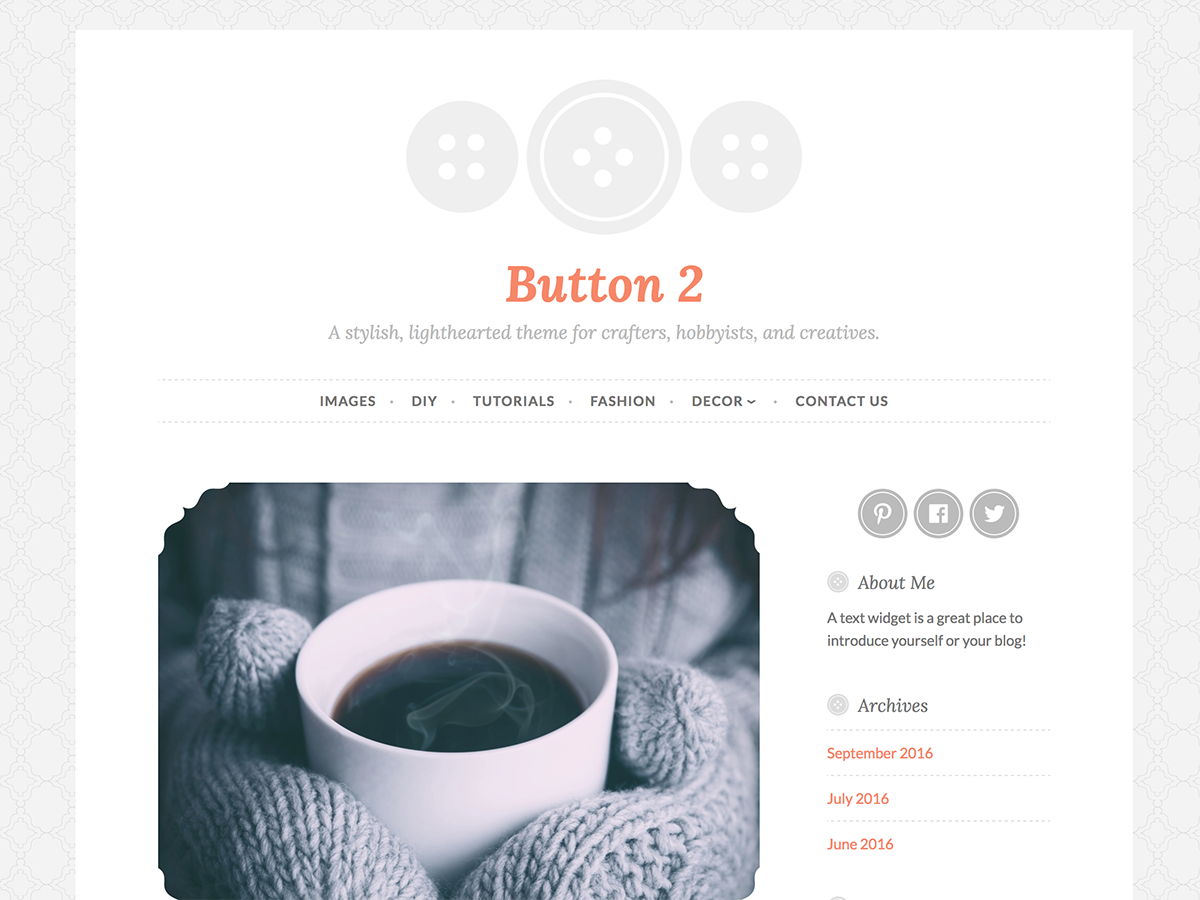 Button 2
A stylish, lighthearted theme for crafters, hobbyists, and creatives.
IMAGES • DIY • TUTORIALS • FASHION • DECOR • CONTACT US
About Me
A text widget is a great place to
introduce yourself or your blog!
Archives
September 2016
July 2016
June 2016